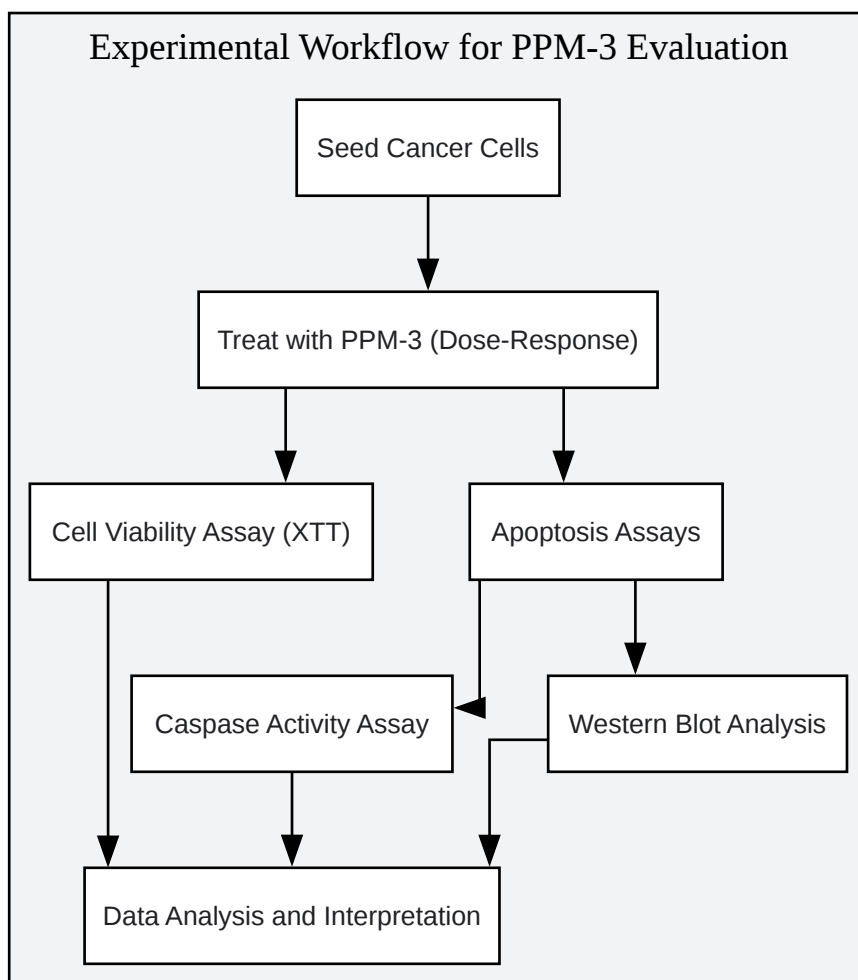 Experimental Workflow for PPM-3 Evaluation
Seed Cancer Cells
Treat with PPM-3 (Dose-Response)
Cell Viability Assay (XTT)
Apoptosis Assays
Caspase Activity Assay
Western Blot Analysis
Data Analysis and Interpretation